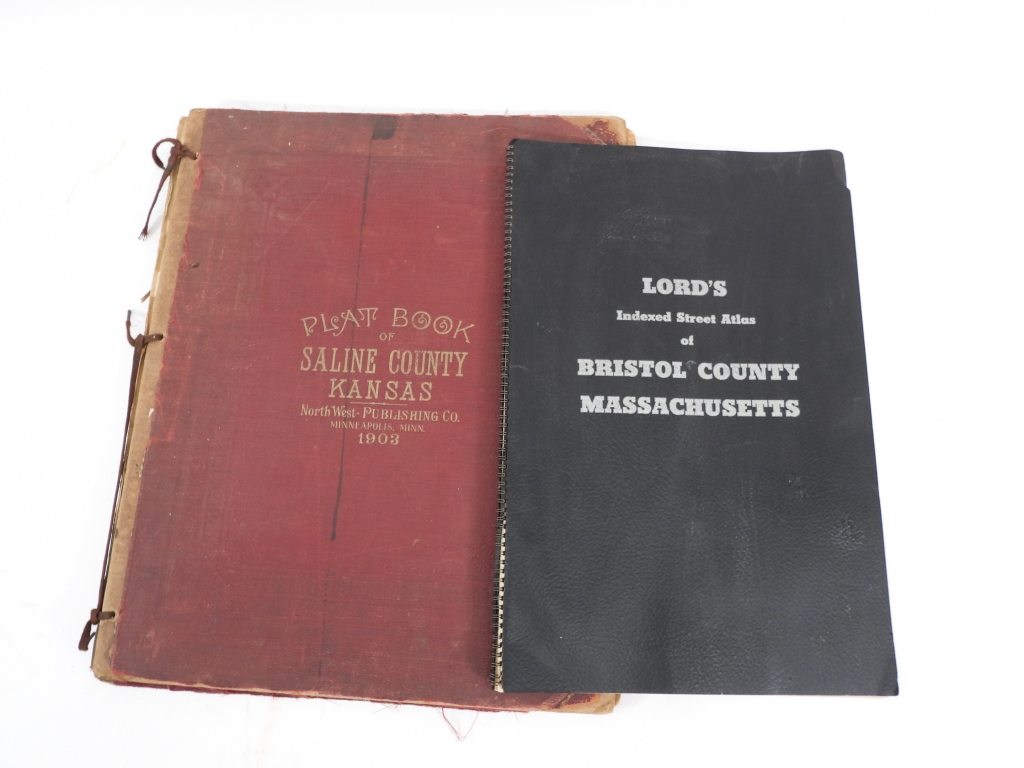 PLAT BOOK
OF
SALINE COUNTY
KANSAS
North West- PUBLISHING CO.
MINNEAPOLIS, MINN.
1903
LORD'S
Indexed Street Atlas
of
BRISTOL COUNTY
MASSACHUSETTS